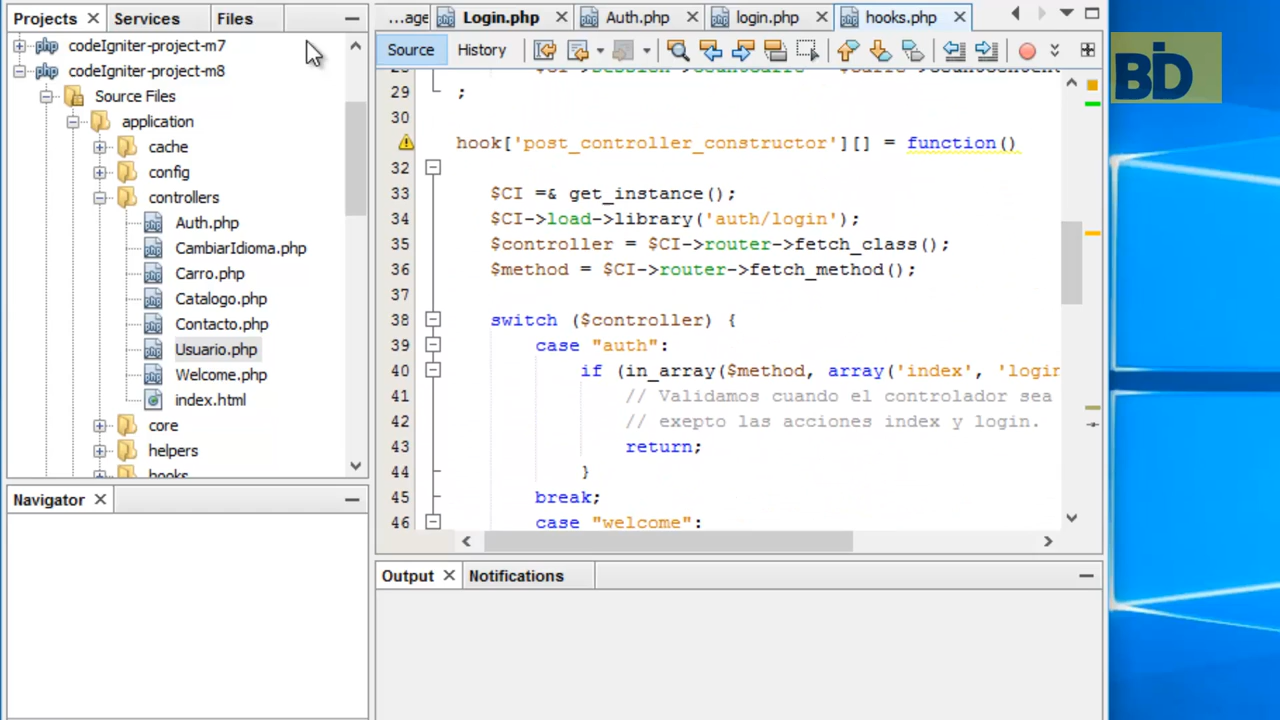 Projects
Services
Files
codeIgniter-project-m7
codeIgniter-project-m8
Source Files
application
cache
config
controllers
Auth.php
CambiarIdioma.php
Carro.php
Catalogo.php
Contacto.php
Usuario.php
Welcome.php
index.html
core
helpers
hooks
Navigator
...age
Login.php
Auth.php
login.php
hooks.php
Source
History
29 ;
30
hook['post_controller_constructor'][] = function()
32
33 $CI =& get_instance();
34 $CI->load->library('auth/login');
35 $controller = $CI->router->fetch_class();
36 $method = $CI->router->fetch_method();
37
38 switch ($controller) {
39 case "auth":
40 if (in_array($method, array('index', 'login
41 // Validamos cuando el controlador sea
42 // exepto las acciones index y login.
43 return;
44 }
45 break;
46 case "welcome":
Output
Notifications
BID